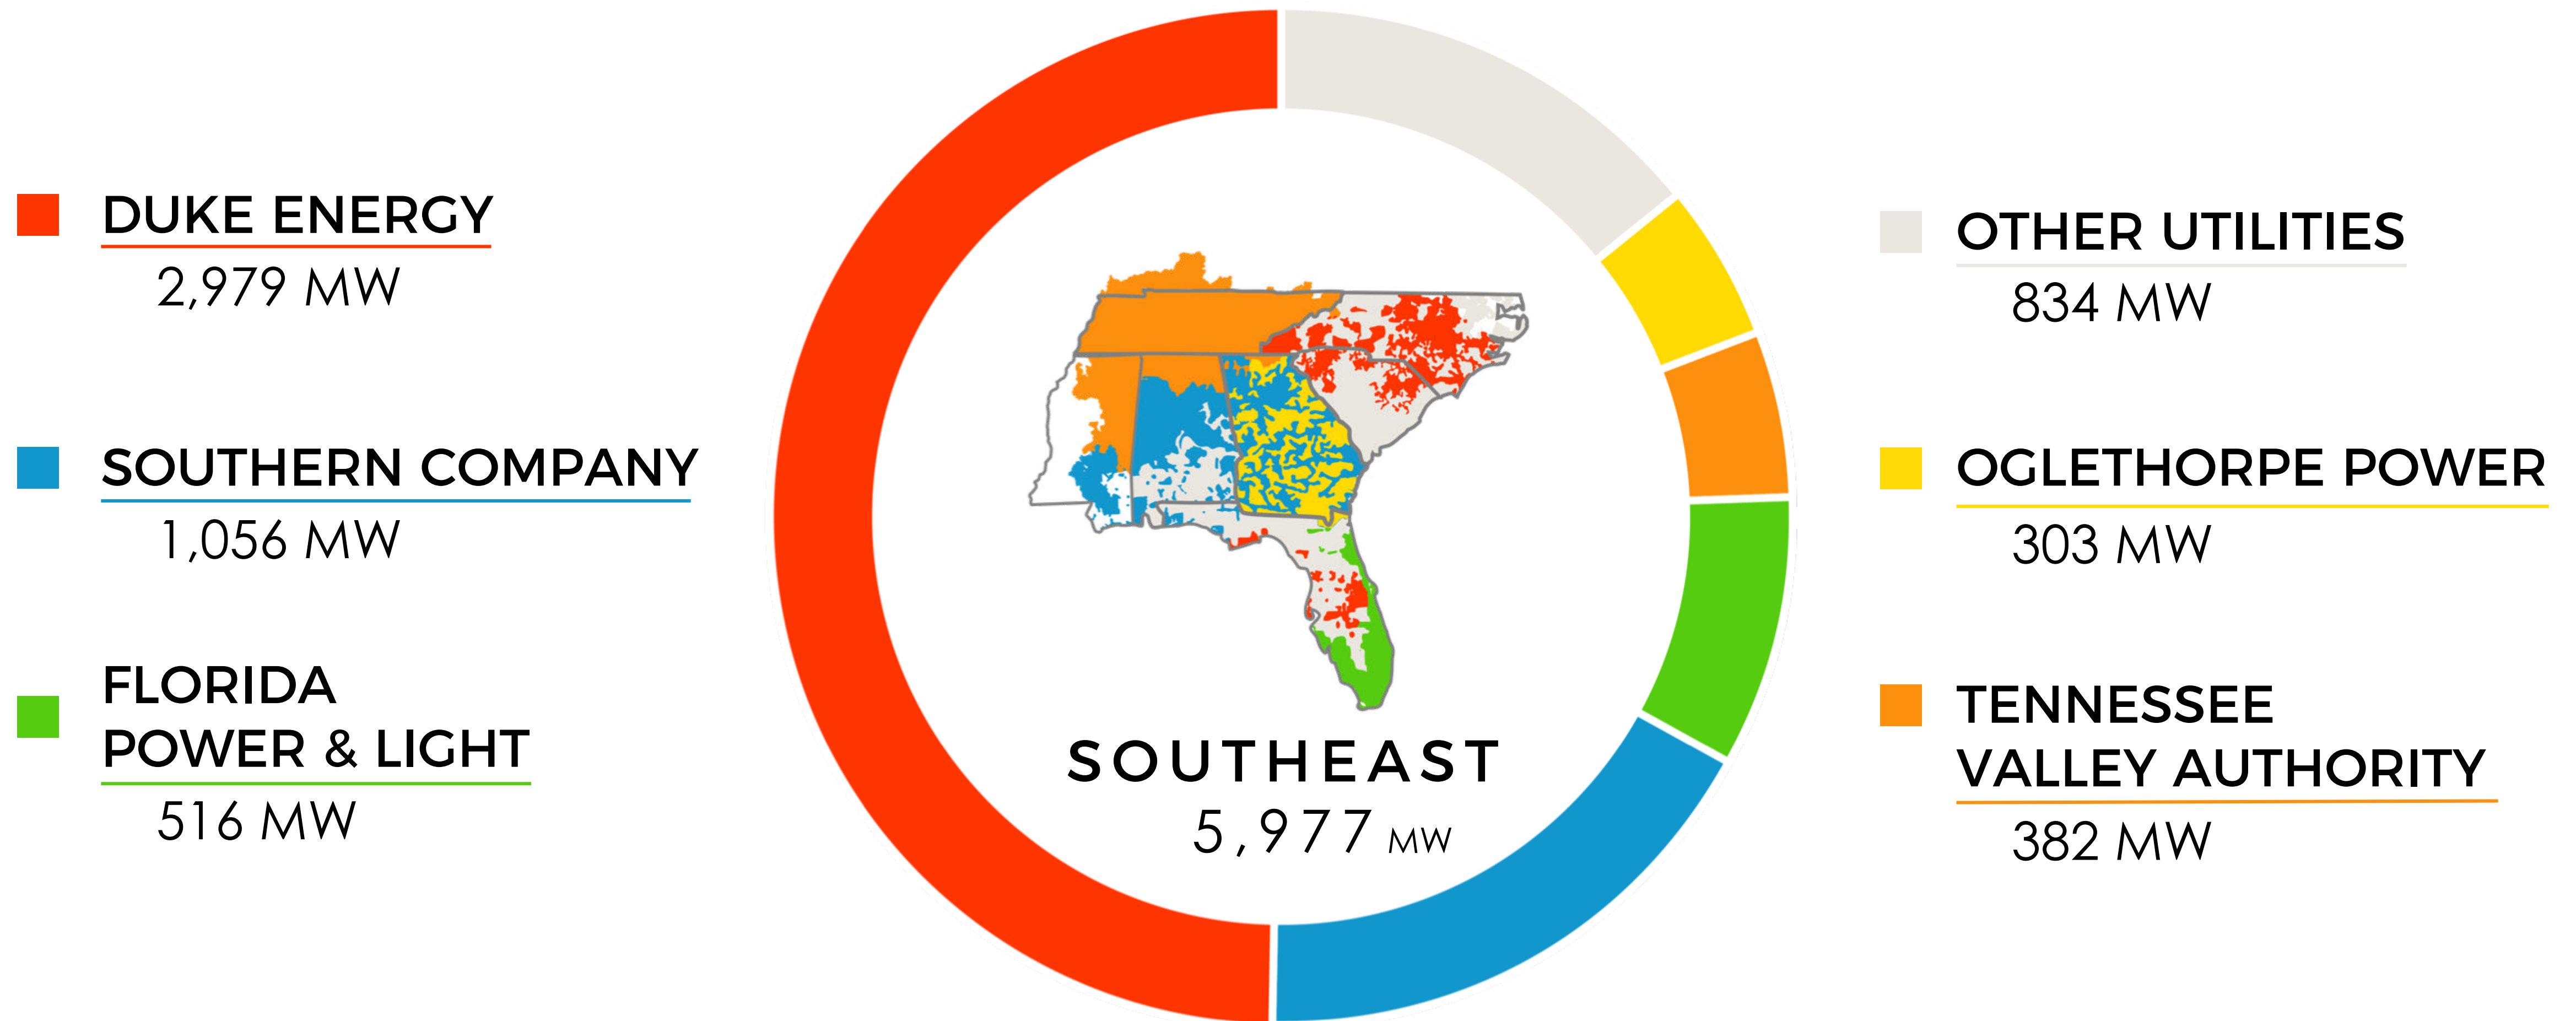 DUKE ENERGY
2,979 MW
SOUTHERN COMPANY
1,056 MW
FLORIDA
POWER & LIGHT
516 MW
SOUTHEAST
5,977 MW
OTHER UTILITIES
834 MW
OGLETHORPE POWER
303 MW
TENNESSEE
VALLEY AUTHORITY
382 MW